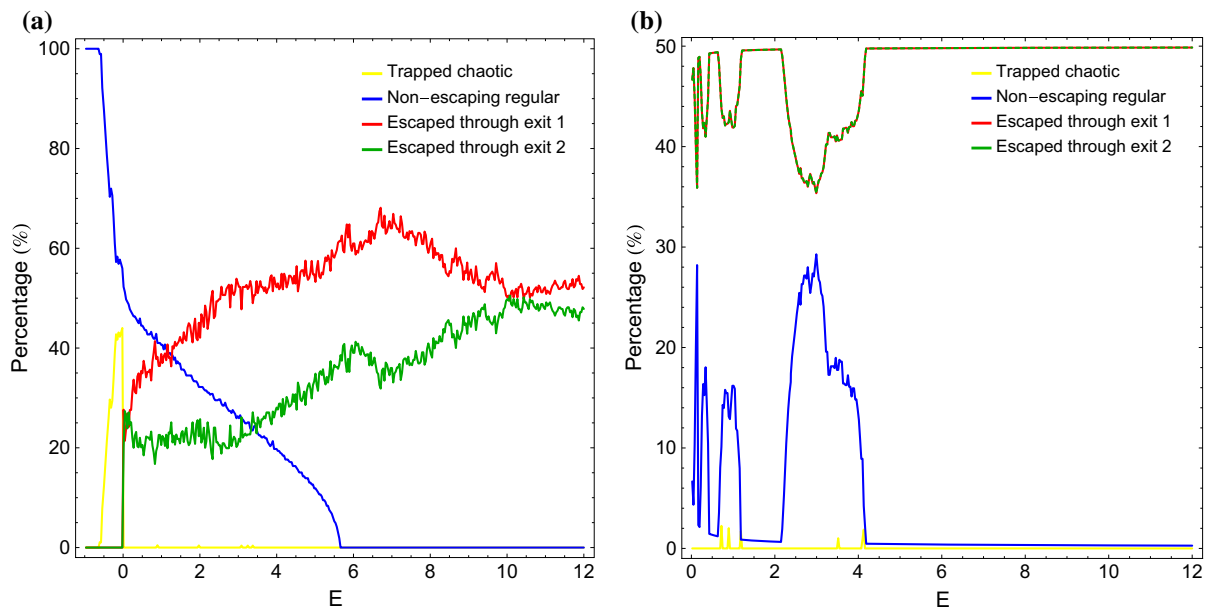 (a)
100
80
60
40
20
0
Percentage (%)
0 2 4 6 8 10 12
E
Trapped chaotic
Non−escaping regular
Escaped through exit 1
Escaped through exit 2
(b)
50
40
30
20
10
0
Percentage (%)
0 2 4 6 8 10 12
E
Trapped chaotic
Non−escaping regular
Escaped through exit 1
Escaped through exit 2